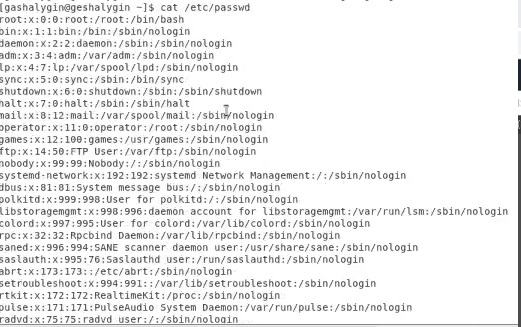 [gashalygin@geshalygin ~]$ cat /etc/passwd
root:x:0:0:root:/root:/bin/bash
bin:x:1:1:bin:/bin:/sbin/nologin
daemon:x:2:2:daemon:/sbin:/sbin/nologin
adm:x:3:4:adm:/var/adm:/sbin/nologin
lp:x:4:7:lp:/var/spool/lpd:/sbin/nologin
sync:x:5:0:sync:/sbin:/bin/sync
shutdown:x:6:0:shutdown:/sbin:/sbin/shutdown
halt:x:7:0:halt:/sbin:/sbin/halt
mail:x:8:12:mail:/var/spool/mail:/sbin/nologin
operator:x:11:0:operator:/root:/sbin/nologin
games:x:12:100:games:/usr/games:/sbin/nologin
ftp:x:14:50:FTP User:/var/ftp:/sbin/nologin
nobody:x:99:99:Nobody:/:/sbin/nologin
systemd-network:x:192:192:systemd Network Management:/:/sbin/nologin
dbus:x:81:81:System message bus:/:/sbin/nologin
polkitd:x:999:998:User for polkitd:/:/sbin/nologin
libstoragemgmt:x:998:996:daemon account for libstoragemgmt:/var/run/lsm:/sbin/nologin
colord:x:997:995:User for colord:/var/lib/colord:/sbin/nologin
rpc:x:32:32:Rpcbind Daemon:/var/lib/rpcbind:/sbin/nologin
saned:x:996:994:SANE scanner daemon user:/usr/share/sane:/sbin/nologin
saslauth:x:995:76:Saslauthd user:/run/saslauthd:/sbin/nologin
abrt:x:173:173::/etc/abrt:/sbin/nologin
setroubleshoot:x:994:991::/var/lib/setroubleshoot:/sbin/nologin
rtkit:x:172:172:RealtimeKit:/proc:/sbin/nologin
pulse:x:171:171:PulseAudio System Daemon:/var/run/pulse:/sbin/nologin
radvd:x:75:75:radvd user:/:/sbin/nologin